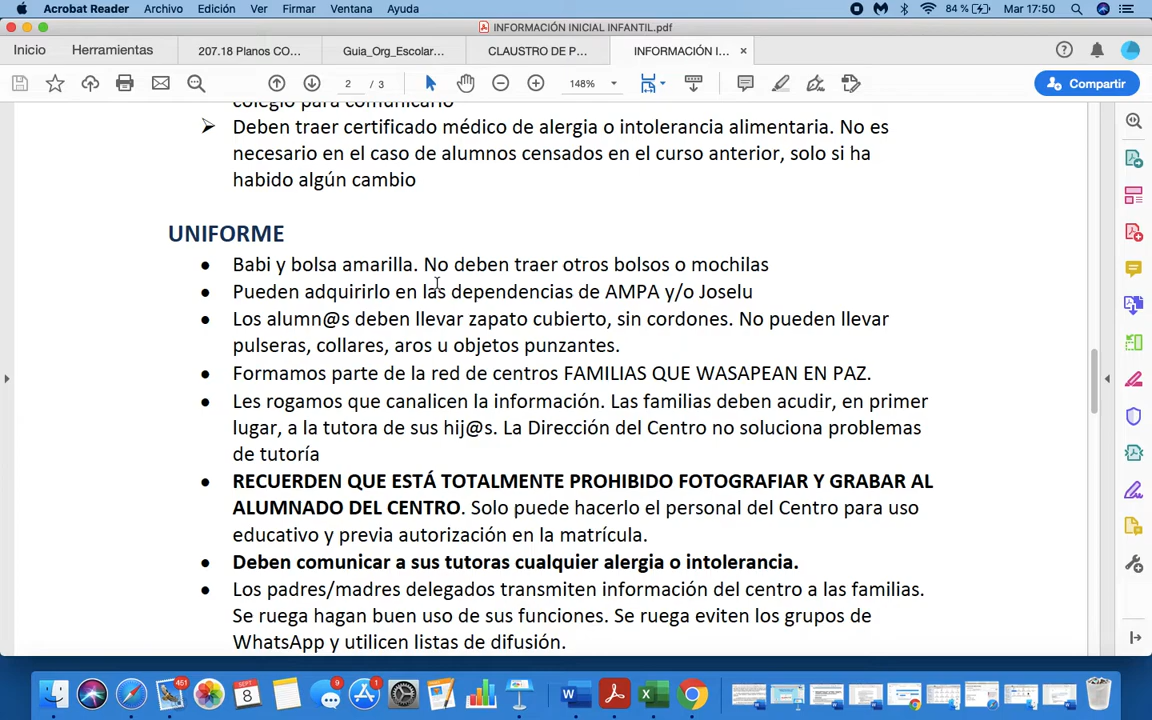 Acrobat Reader Archivo Edición Ver Firmar Ventana Ayuda 84 % Mar 17:50
INFORMACIÓN INICIAL INFANTIL.pdf
Inicio Herramientas 207.18 Planos CO... Guia_Org_Escolar... CLAUSTRO DE P... INFORMACIÓN I... ×
2 / 3 148% Compartir
colegio para comunicarlo
➢ Deben traer certificado médico de alergia o intolerancia alimentaria. No es
necesario en el caso de alumnos censados en el curso anterior, solo si ha
habido algún cambio
UNIFORME
• Babi y bolsa amarilla. No deben traer otros bolsos o mochilas
• Pueden adquirirlo en las dependencias de AMPA y/o Joselu
• Los alumn@s deben llevar zapato cubierto, sin cordones. No pueden llevar
pulseras, collares, aros u objetos punzantes.
• Formamos parte de la red de centros FAMILIAS QUE WASAPEAN EN PAZ.
• Les rogamos que canalicen la información. Las familias deben acudir, en primer
lugar, a la tutora de sus hij@s. La Dirección del Centro no soluciona problemas
de tutoría
• RECUERDEN QUE ESTÁ TOTALMENTE PROHIBIDO FOTOGRAFIAR Y GRABAR AL
ALUMNADO DEL CENTRO. Solo puede hacerlo el personal del Centro para uso
educativo y previa autorización en la matrícula.
• Deben comunicar a sus tutoras cualquier alergia o intolerancia.
• Los padres/madres delegados transmiten información del centro a las familias.
Se ruega hagan buen uso de sus funciones. Se ruega eviten los grupos de
WhatsApp y utilicen listas de difusión.
451 SEPT 8 9